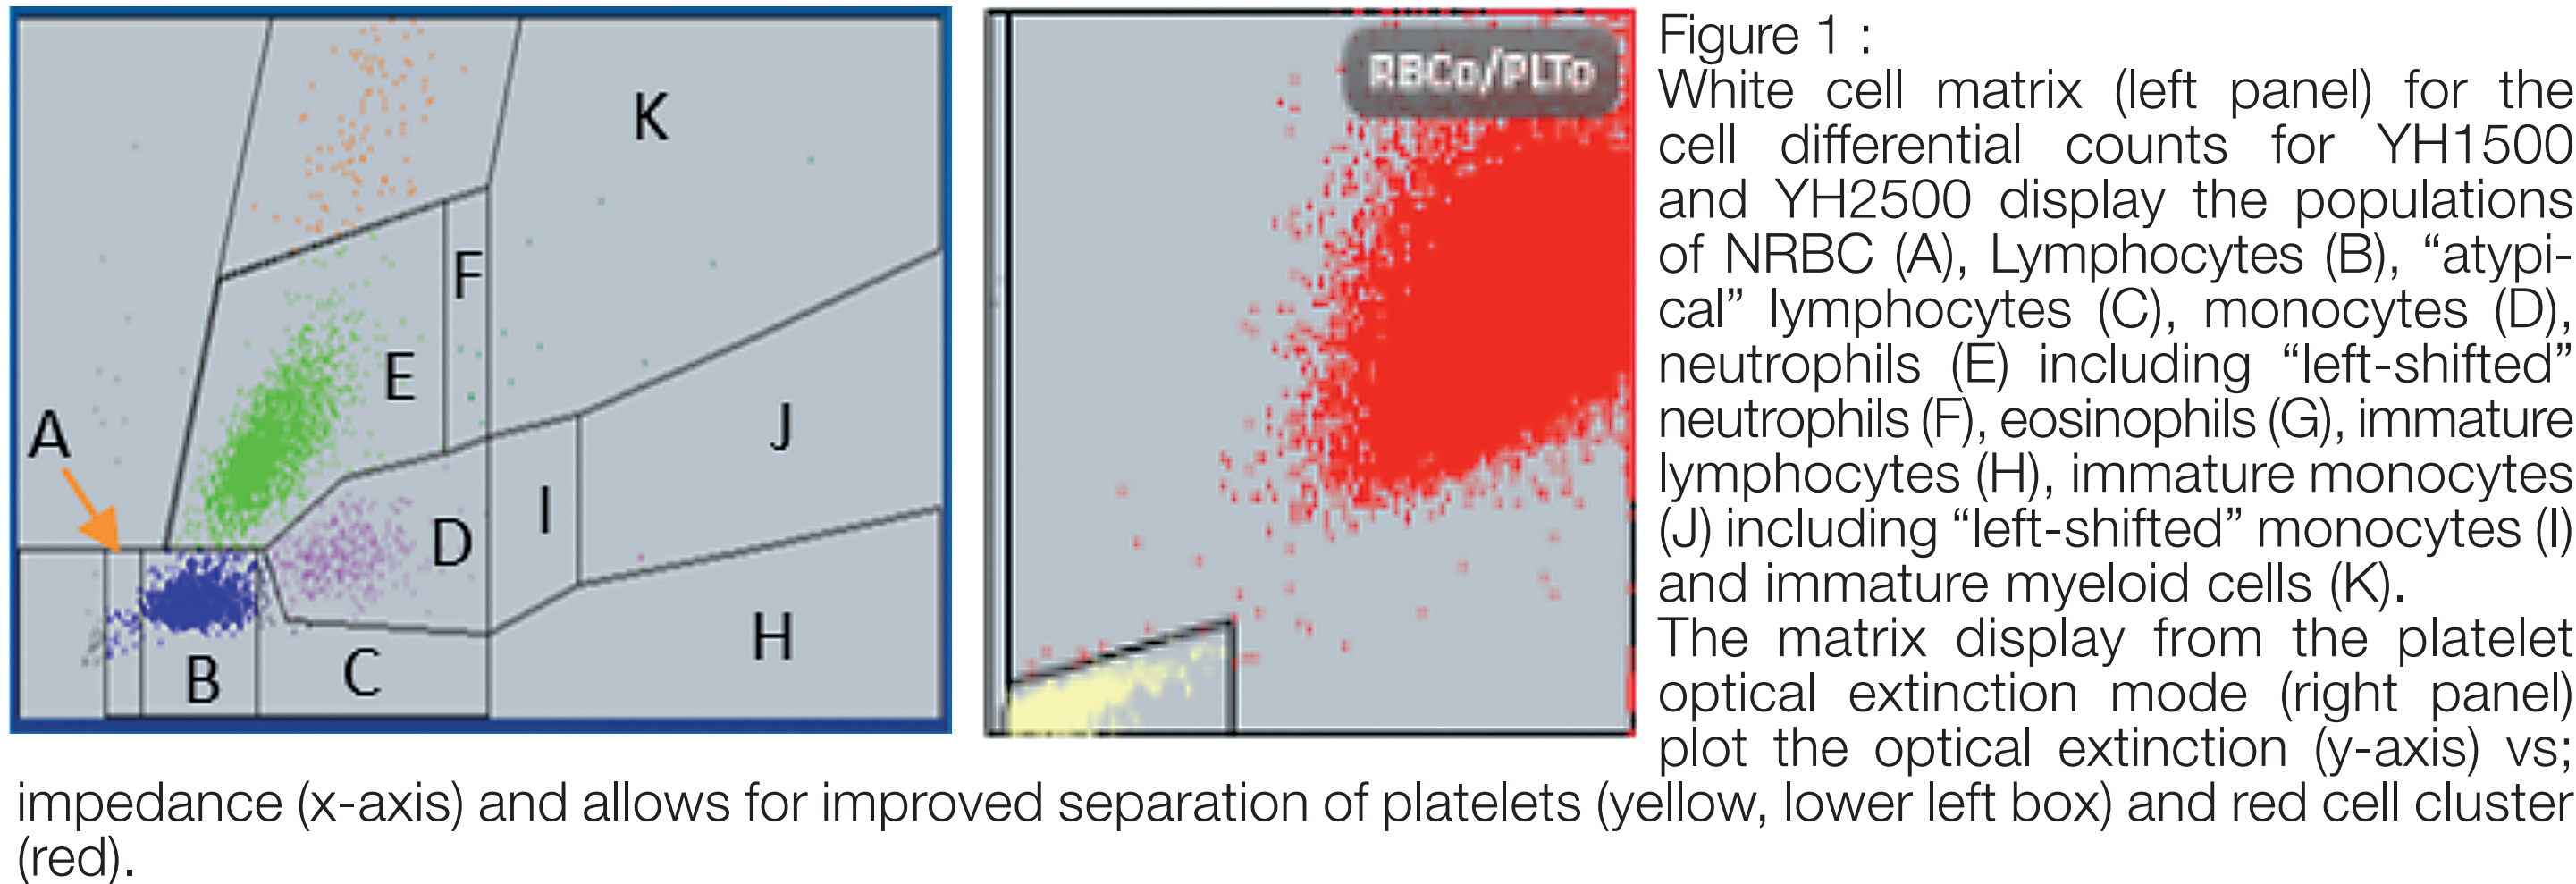 K
F
E
A
J
I
D
H
B
C
RBCo/PLTo
Figure 1 :
White cell matrix (left panel) for the
cell differential counts for YH1500
and YH2500 display the populations
of NRBC (A), Lymphocytes (B), “atypi-
cal” lymphocytes (C), monocytes (D),
neutrophils (E) including “left-shifted”
neutrophils (F), eosinophils (G), immature
lymphocytes (H), immature monocytes
(J) including “left-shifted” monocytes (I)
and immature myeloid cells (K).
The matrix display from the platelet
optical extinction mode (right panel)
plot the optical extinction (y-axis) vs;
impedance (x-axis) and allows for improved separation of platelets (yellow, lower left box) and red cell cluster
(red).